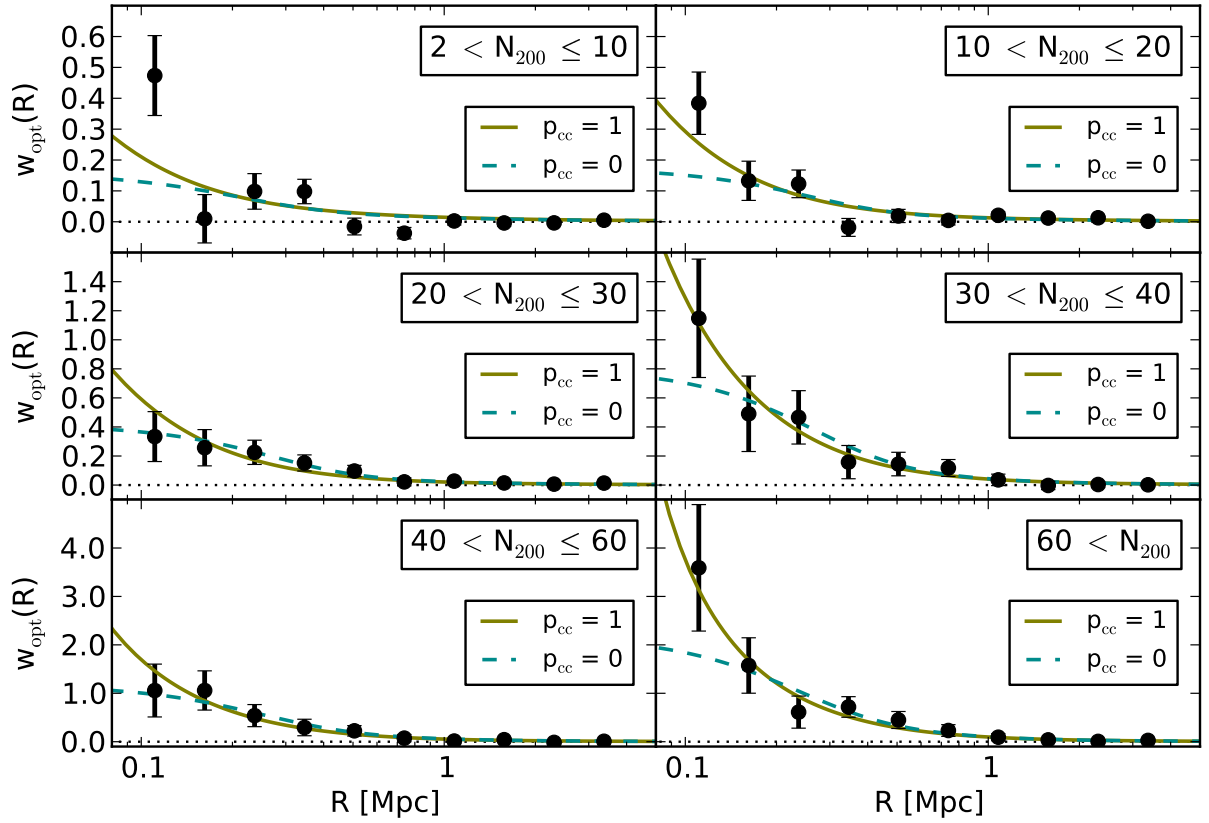 0.6
0.5
0.4
0.3
0.2
0.1
0.0
w_opt(R)
2 < N_200 ≤ 10
p_cc = 1
p_cc = 0
10 < N_200 ≤ 20
p_cc = 1
p_cc = 0
1.4
1.2
1.0
0.8
0.6
0.4
0.2
0.0
w_opt(R)
20 < N_200 ≤ 30
p_cc = 1
p_cc = 0
30 < N_200 ≤ 40
p_cc = 1
p_cc = 0
4.0
3.0
2.0
1.0
0.0
w_opt(R)
40 < N_200 ≤ 60
p_cc = 1
p_cc = 0
60 < N_200
p_cc = 1
p_cc = 0
0.1 1
0.1 1
R [Mpc]
R [Mpc]